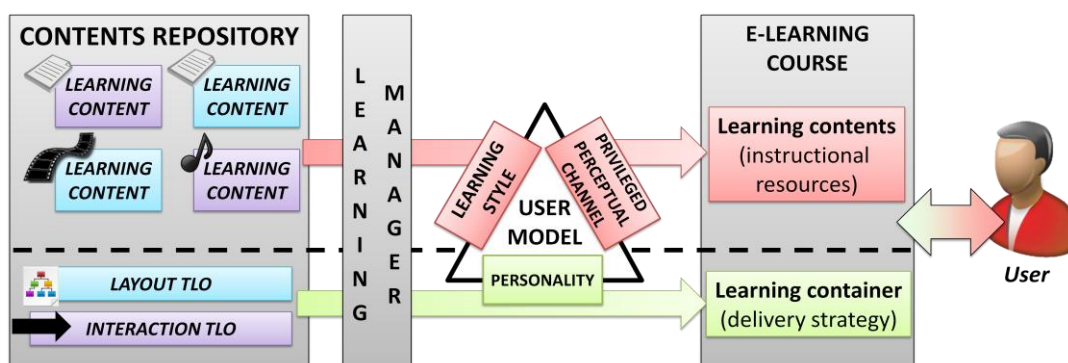 CONTENTS REPOSITORY
LEARNING
CONTENT
LEARNING
CONTENT
LEARNING
CONTENT
LEARNING
CONTENT
LAYOUT TLO
INTERACTION TLO
LEARNING
MANAGER
LEARNING
STYLE
PRIVILEGED
PERCEPTUAL
CHANNEL
USER
MODEL
PERSONALITY
E-LEARNING
COURSE
Learning contents
(instructional
resources)
Learning container
(delivery strategy)
User